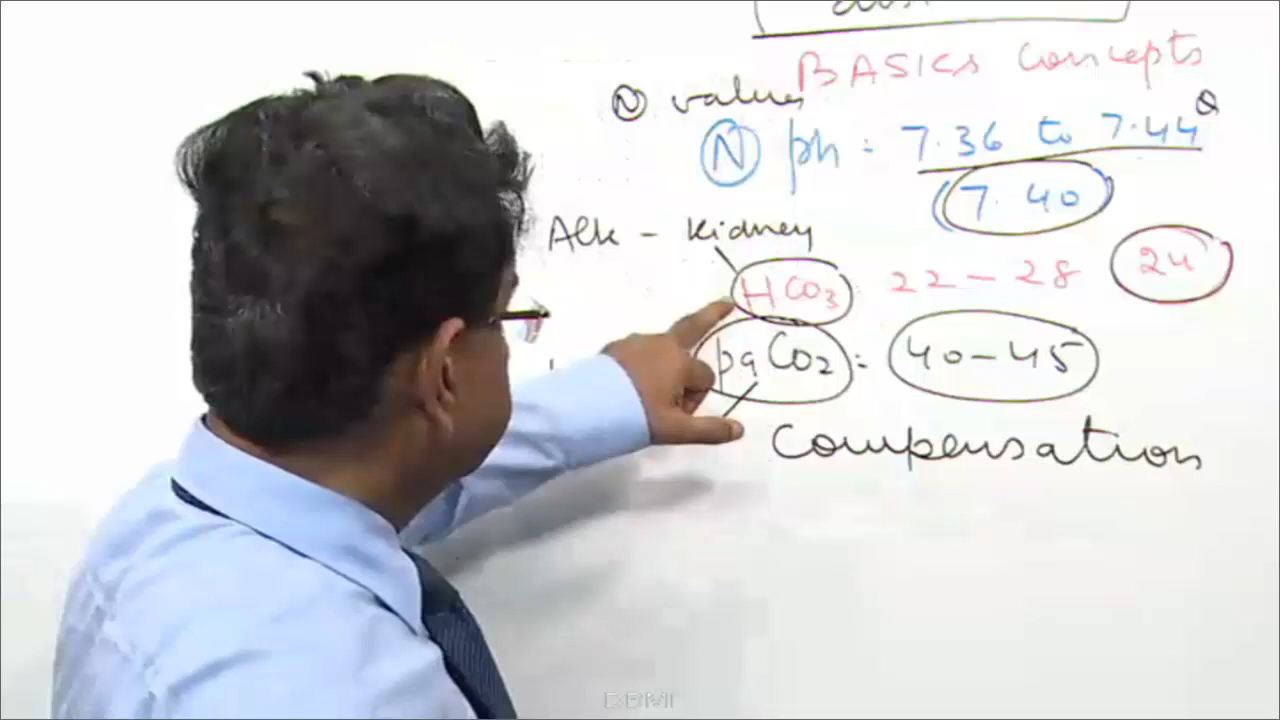 BASICS Concepts
Ⓝ values
Ⓝ ph = 7.36 to 7.44
(7.40)
Alk - Kidney
HCO3 22-28 24
paCo2 = 40-45
Compensation
DBMI